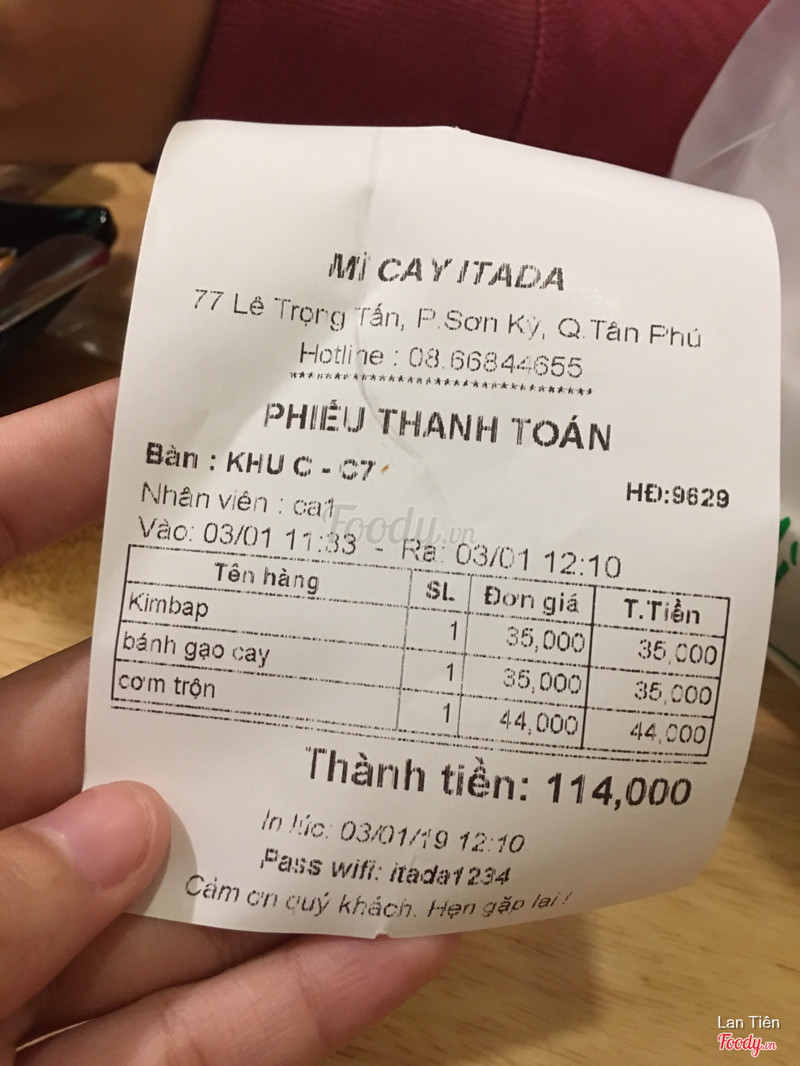 MÌ CAY ITADA
77 Lê Trọng Tấn, P.Sơn Kỳ, Q.Tân Phú
Hotline : 08.66844655
********************************
PHIẾU THANH TOÁN
Bàn : KHU C - C7
HĐ:9629
Nhân viên : ca1
Foody.vn
Vào: 03/01 11:33 - Ra: 03/01 12:10
Tên hàng SL Đơn giá T.Tiền
Kimbap 1 35,000 35,000
bánh gạo cay 1 35,000 35,000
cơm trộn 1 44,000 44,000
Thành tiền: 114,000
In lúc: 03/01/19 12:10
Pass wifi: itada1234
Cảm ơn quý khách. Hẹn gặp lại !
Lan Tiên
Foody.vn